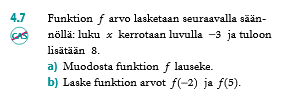 4.7 Funktion f arvo lasketaan seuraavalla sään-
CAS nöllä: luku x kerrotaan luvulla −3 ja tuloon
lisätään 8.
a) Muodosta funktion f lauseke.
b) Laske funktion arvot f(−2) ja f(5).